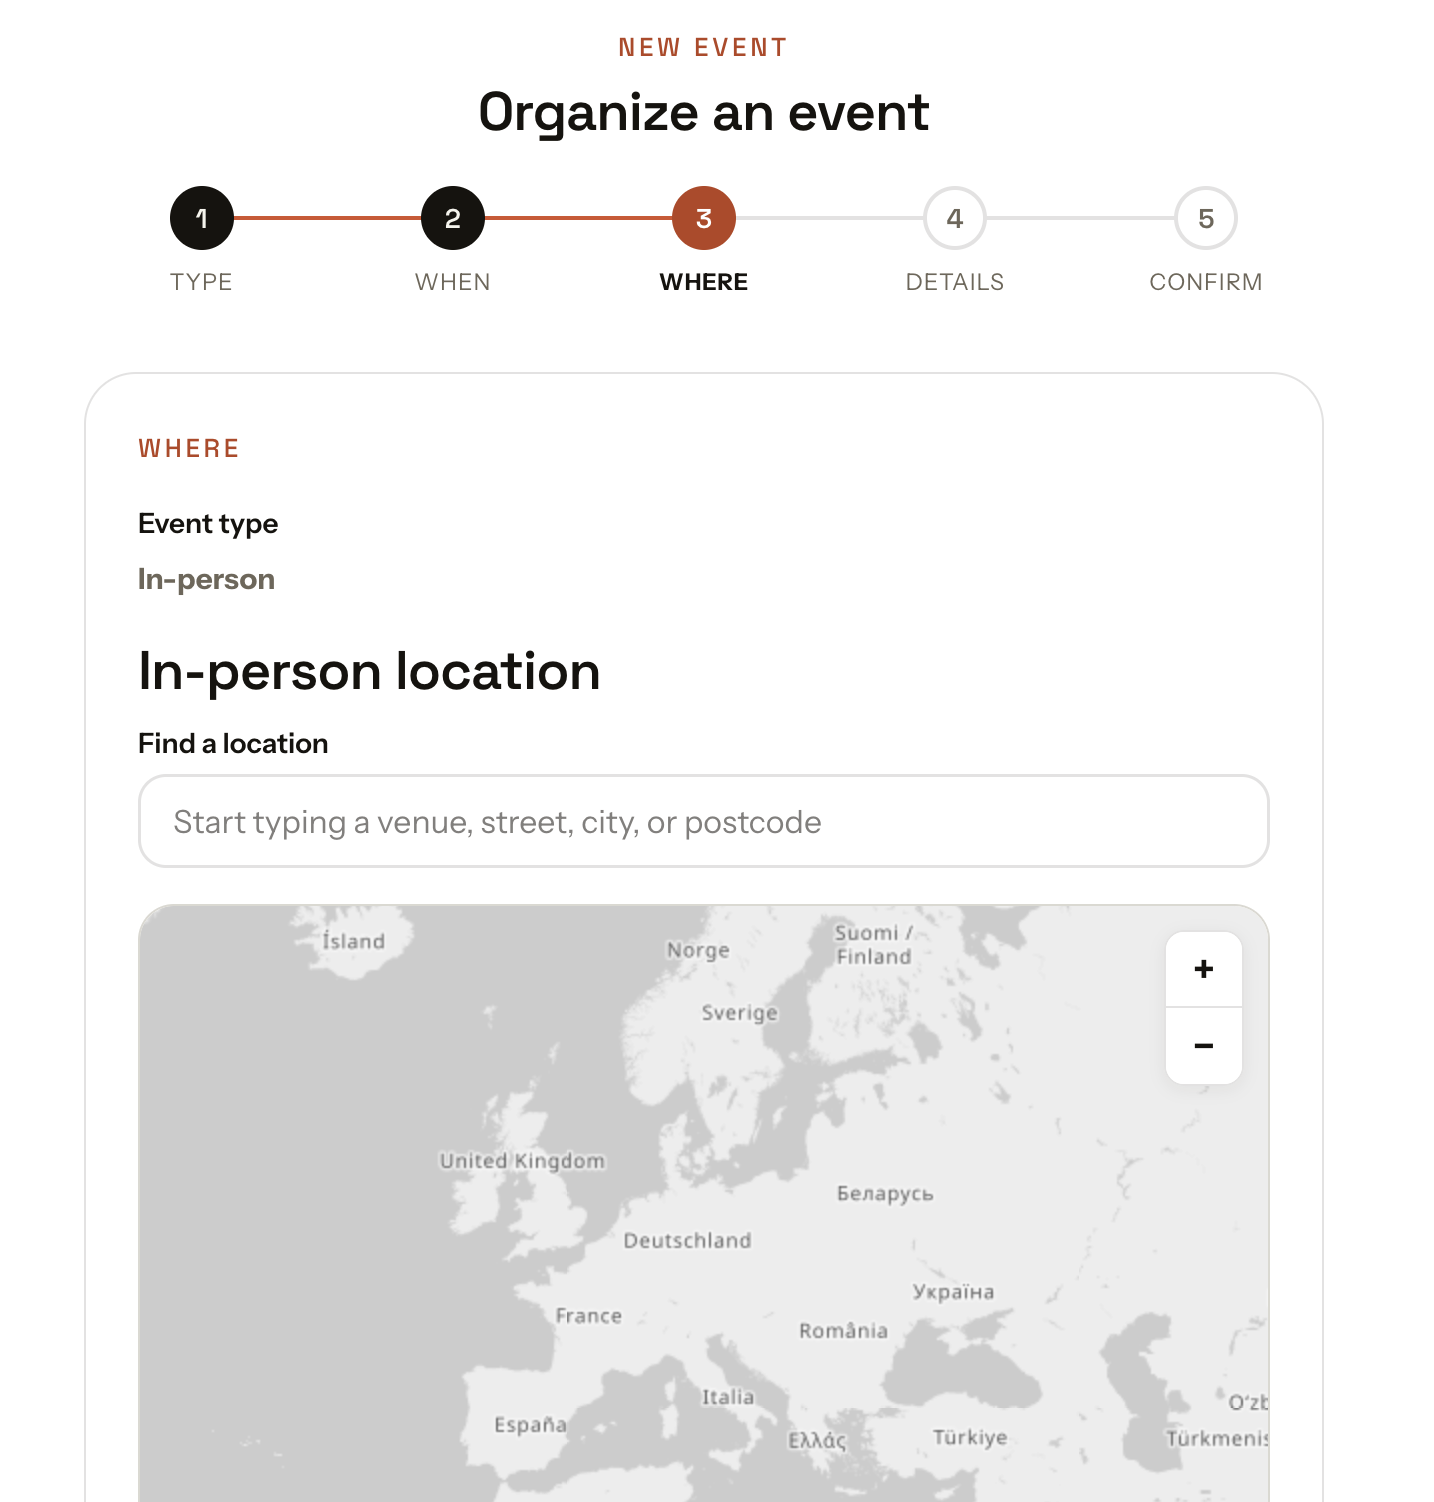 NEW EVENT
Organize an event
1 2 3 4 5
TYPE WHEN WHERE DETAILS CONFIRM
WHERE
Event type
In-person
In-person location
Find a location
Start typing a venue, street, city, or postcode
Ísland
Norge
Suomi /
Finland
+
Sverige
−
United Kingdom
Беларусь
Deutschland
Україна
France
România
Italia
O‘zb
España
Ελλάς
Türkiye
Türkmenis